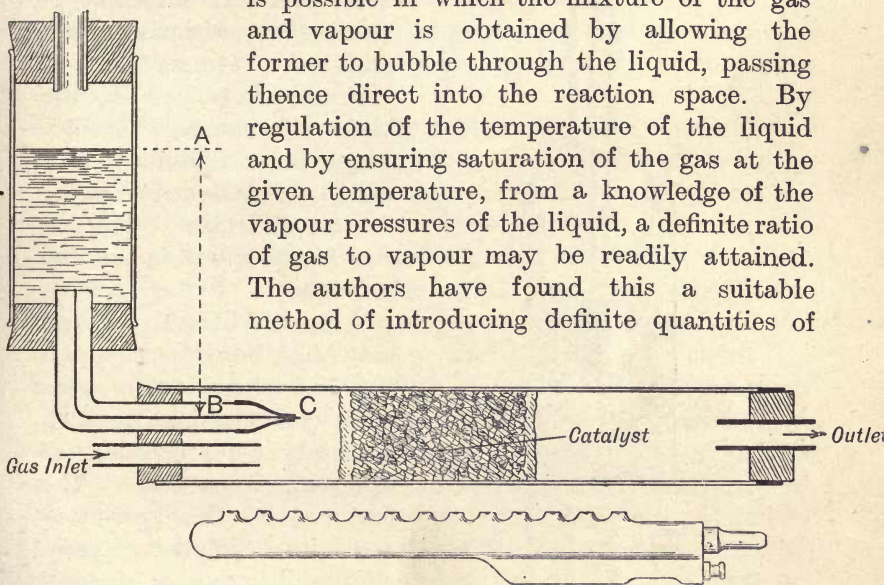 is possible in which the mixture of the gas
and vapour is obtained by allowing the
former to bubble through the liquid, passing
thence direct into the reaction space. By
regulation of the temperature of the liquid
and by ensuring saturation of the gas at the
given temperature, from a knowledge of the
vapour pressures of the liquid, a definite ratio
of gas to vapour may be readily attained.
The authors have found this a suitable
method of introducing definite quantities of
A
B
C
Catalyst
Outlet
Gas Inlet